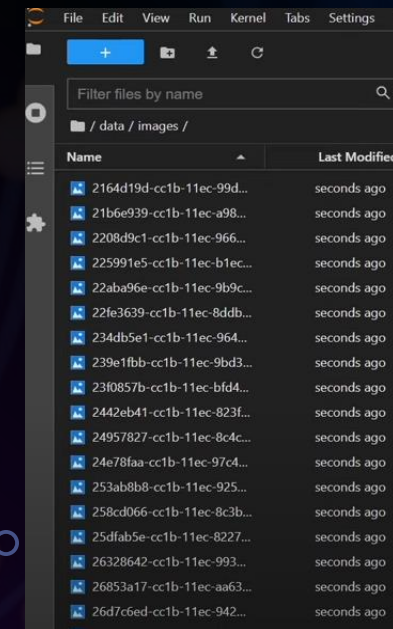 File Edit View Run Kernel Tabs Settings
Filter files by name
/ data / images /
Name Last Modified
2164d19d-cc1b-11ec-99d... seconds ago
21b6e939-cc1b-11ec-a98... seconds ago
2208d9c1-cc1b-11ec-966... seconds ago
225991e5-cc1b-11ec-b1ec... seconds ago
22aba96e-cc1b-11ec-9b9c... seconds ago
22fe3639-cc1b-11ec-8ddb... seconds ago
234db5e1-cc1b-11ec-964... seconds ago
239e1fbb-cc1b-11ec-9bd3... seconds ago
23f0857b-cc1b-11ec-bfd4... seconds ago
2442eb41-cc1b-11ec-823f... seconds ago
24957827-cc1b-11ec-8c4c... seconds ago
24e78faa-cc1b-11ec-97c4... seconds ago
253ab8b8-cc1b-11ec-925... seconds ago
258cd066-cc1b-11ec-8c3b... seconds ago
25dfab5e-cc1b-11ec-8227... seconds ago
26328642-cc1b-11ec-993... seconds ago
26853a17-cc1b-11ec-aa63... seconds ago
26d7c6ed-cc1b-11ec-942... seconds ago